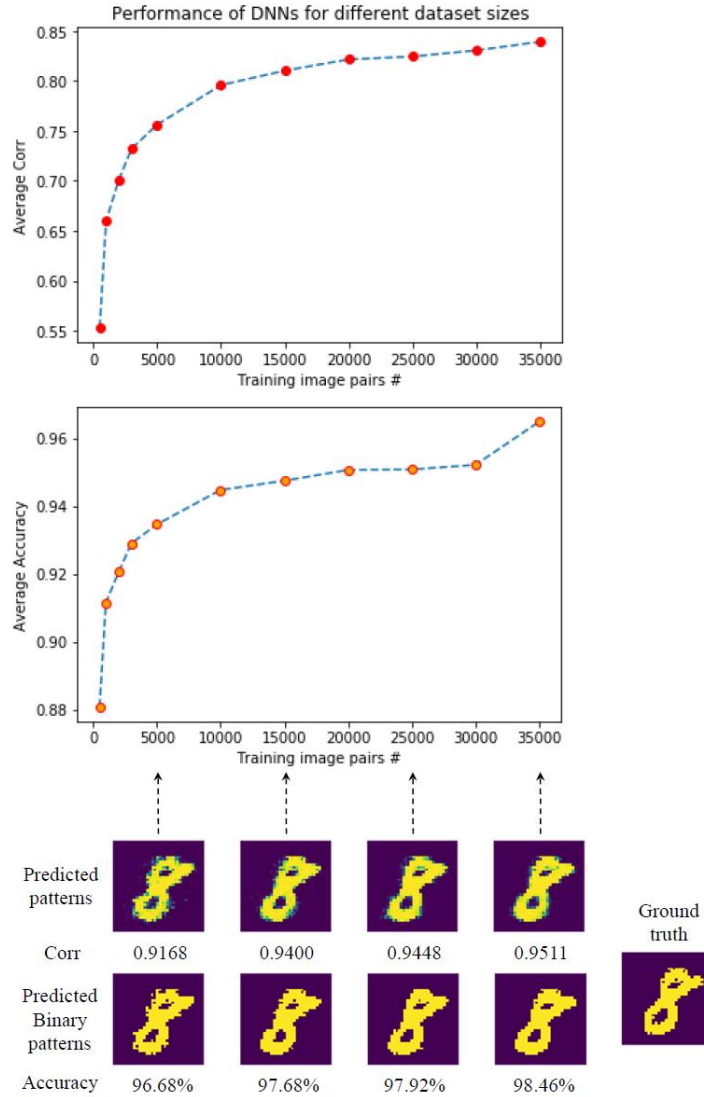 Performance of DNNs for different dataset sizes
0.85
0.80
0.75
0.70
0.65
0.60
0.55
Average Corr
0 5000 10000 15000 20000 25000 30000 35000
Training image pairs #
0.96
0.94
0.92
0.90
0.88
Average Accuracy
0 5000 10000 15000 20000 25000 30000 35000
Training image pairs #
Predicted
patterns
Corr 0.9168 0.9400 0.9448 0.9511
Ground
truth
Predicted
Binary
patterns
Accuracy 96.68% 97.68% 97.92% 98.46%